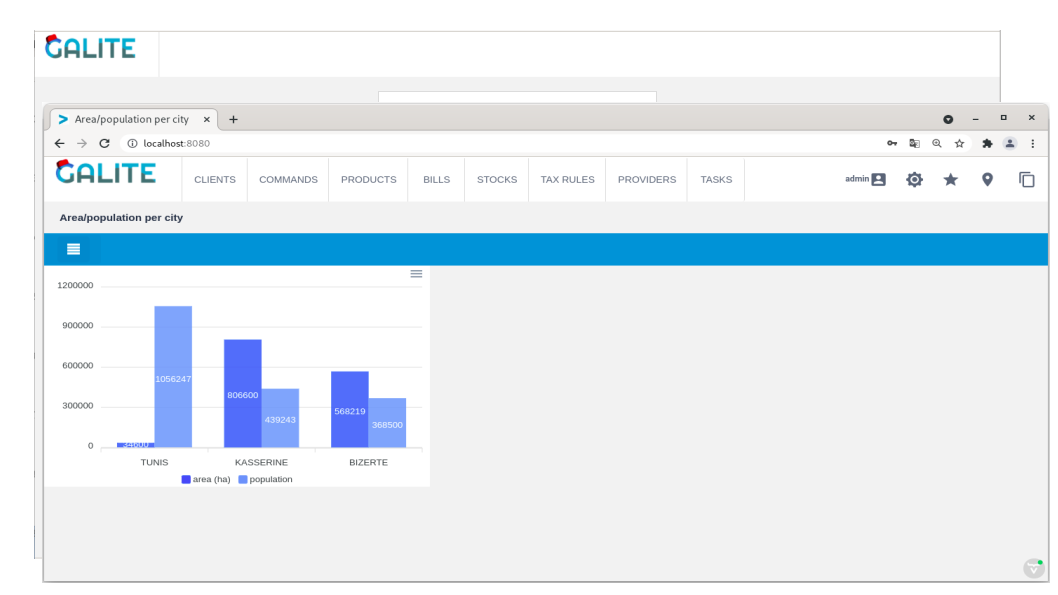 GALITE
Area/population per city
localhost:8080
GALITE CLIENTS COMMANDS PRODUCTS BILLS STOCKS TAX RULES PROVIDERS TASKS admin
Area/population per city
1200000
900000
600000
300000
0
1056247
806600
439243
568219
368500
34600
TUNIS KASSERINE BIZERTE
area (ha) population